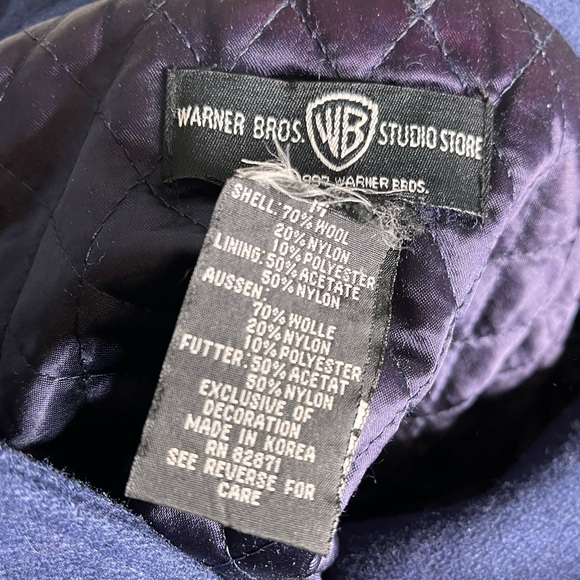 WARNER BROS. WB STUDIO STORE
1997 WARNER BROS.
M
SHELL: 70% WOOL
20% NYLON
10% POLYESTER
LINING: 50% ACETATE
50% NYLON
AUSSEN:
70% WOLLE
20% NYLON
10% POLYESTER
FUTTER: 50% ACETAT
50% NYLON
EXCLUSIVE OF
DECORATION
MADE IN KOREA
RN 82871
SEE REVERSE FOR
CARE